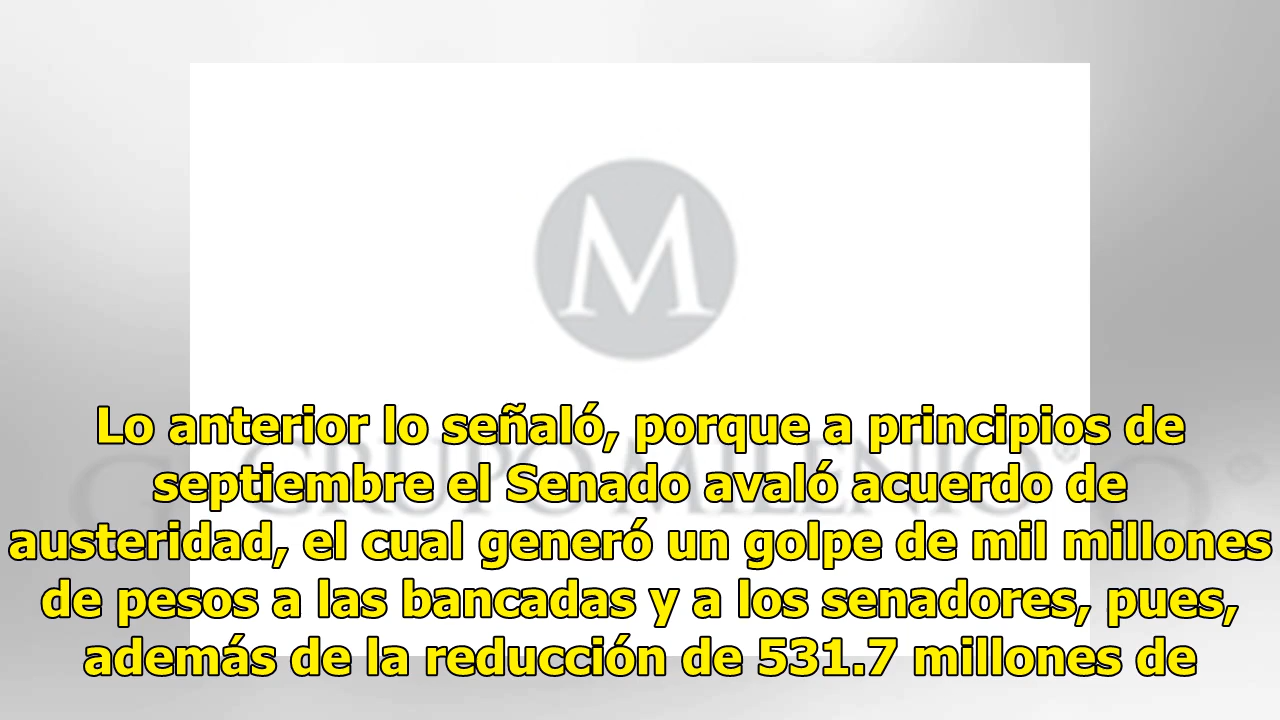 M
Lo anterior lo señaló, porque a principios de
septiembre el Senado avaló acuerdo de
GRUPO MILENIO®
austeridad, el cual generó un golpe de mil millones
de pesos a las bancadas y a los senadores, pues,
además de la reducción de 531.7 millones de